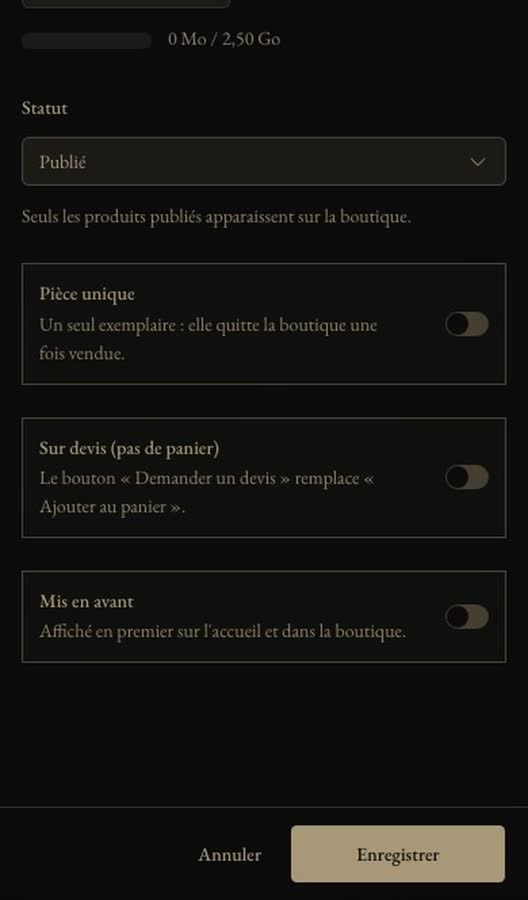 0 Mo / 2,50 Go
Statut
Publié
Seuls les produits publiés apparaissent sur la boutique.
Pièce unique
Un seul exemplaire : elle quitte la boutique une
fois vendue.
Sur devis (pas de panier)
Le bouton « Demander un devis » remplace «
Ajouter au panier ».
Mis en avant
Affiché en premier sur l'accueil et dans la boutique.
Annuler
Enregistrer